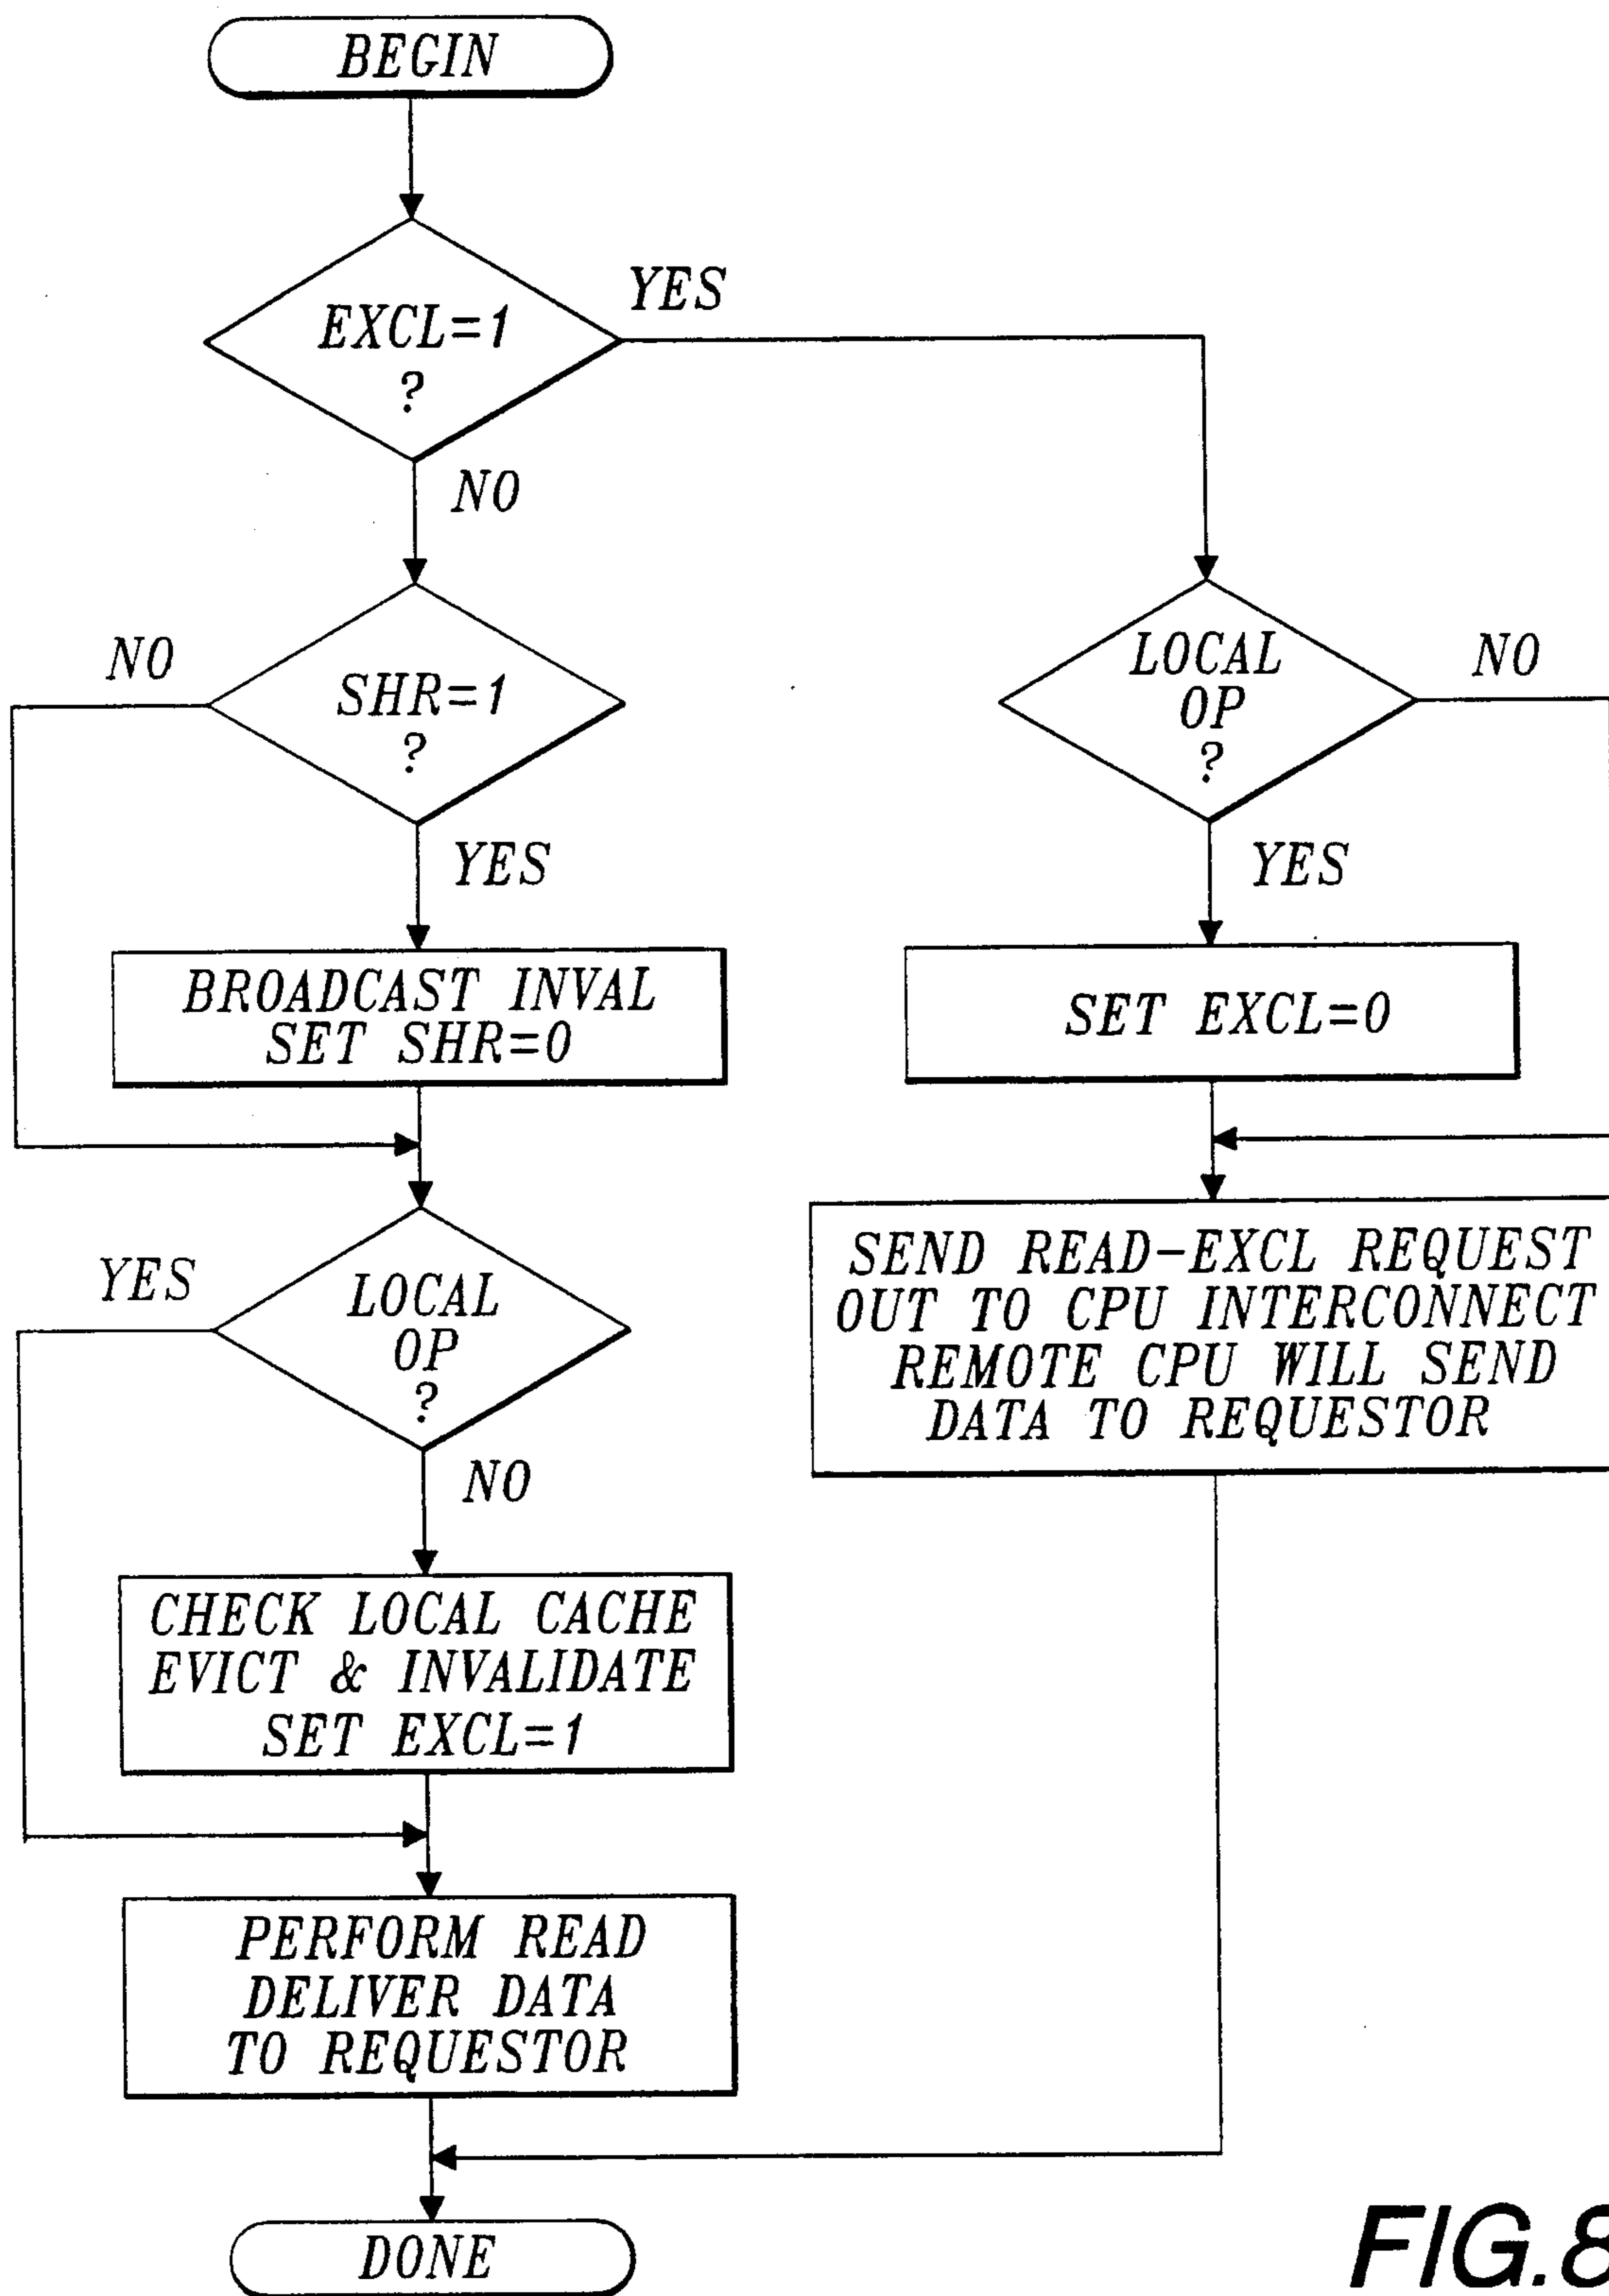 BEGIN
EXCL=1
?
YES
NO
SHR=1
?
NO
YES
LOCAL
OP
?
NO
YES
BROADCAST INVAL
SET SHR=0
SET EXCL=0
LOCAL
OP
?
YES
NO
SEND READ-EXCL REQUEST
OUT TO CPU INTERCONNECT
REMOTE CPU WILL SEND
DATA TO REQUESTOR
CHECK LOCAL CACHE
EVICT & INVALIDATE
SET EXCL=1
PERFORM READ
DELIVER DATA
TO REQUESTOR
DONE
FIG.8